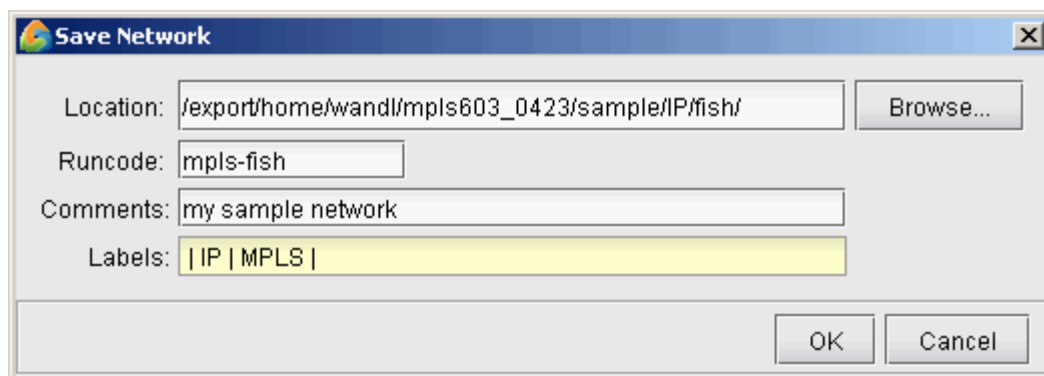 Save Network
Location: /export/home/wandl/mpls603_0423/sample/IP/fish/ Browse...
Runcode: mpls-fish
Comments: my sample network
Labels: | IP | MPLS |
OK Cancel